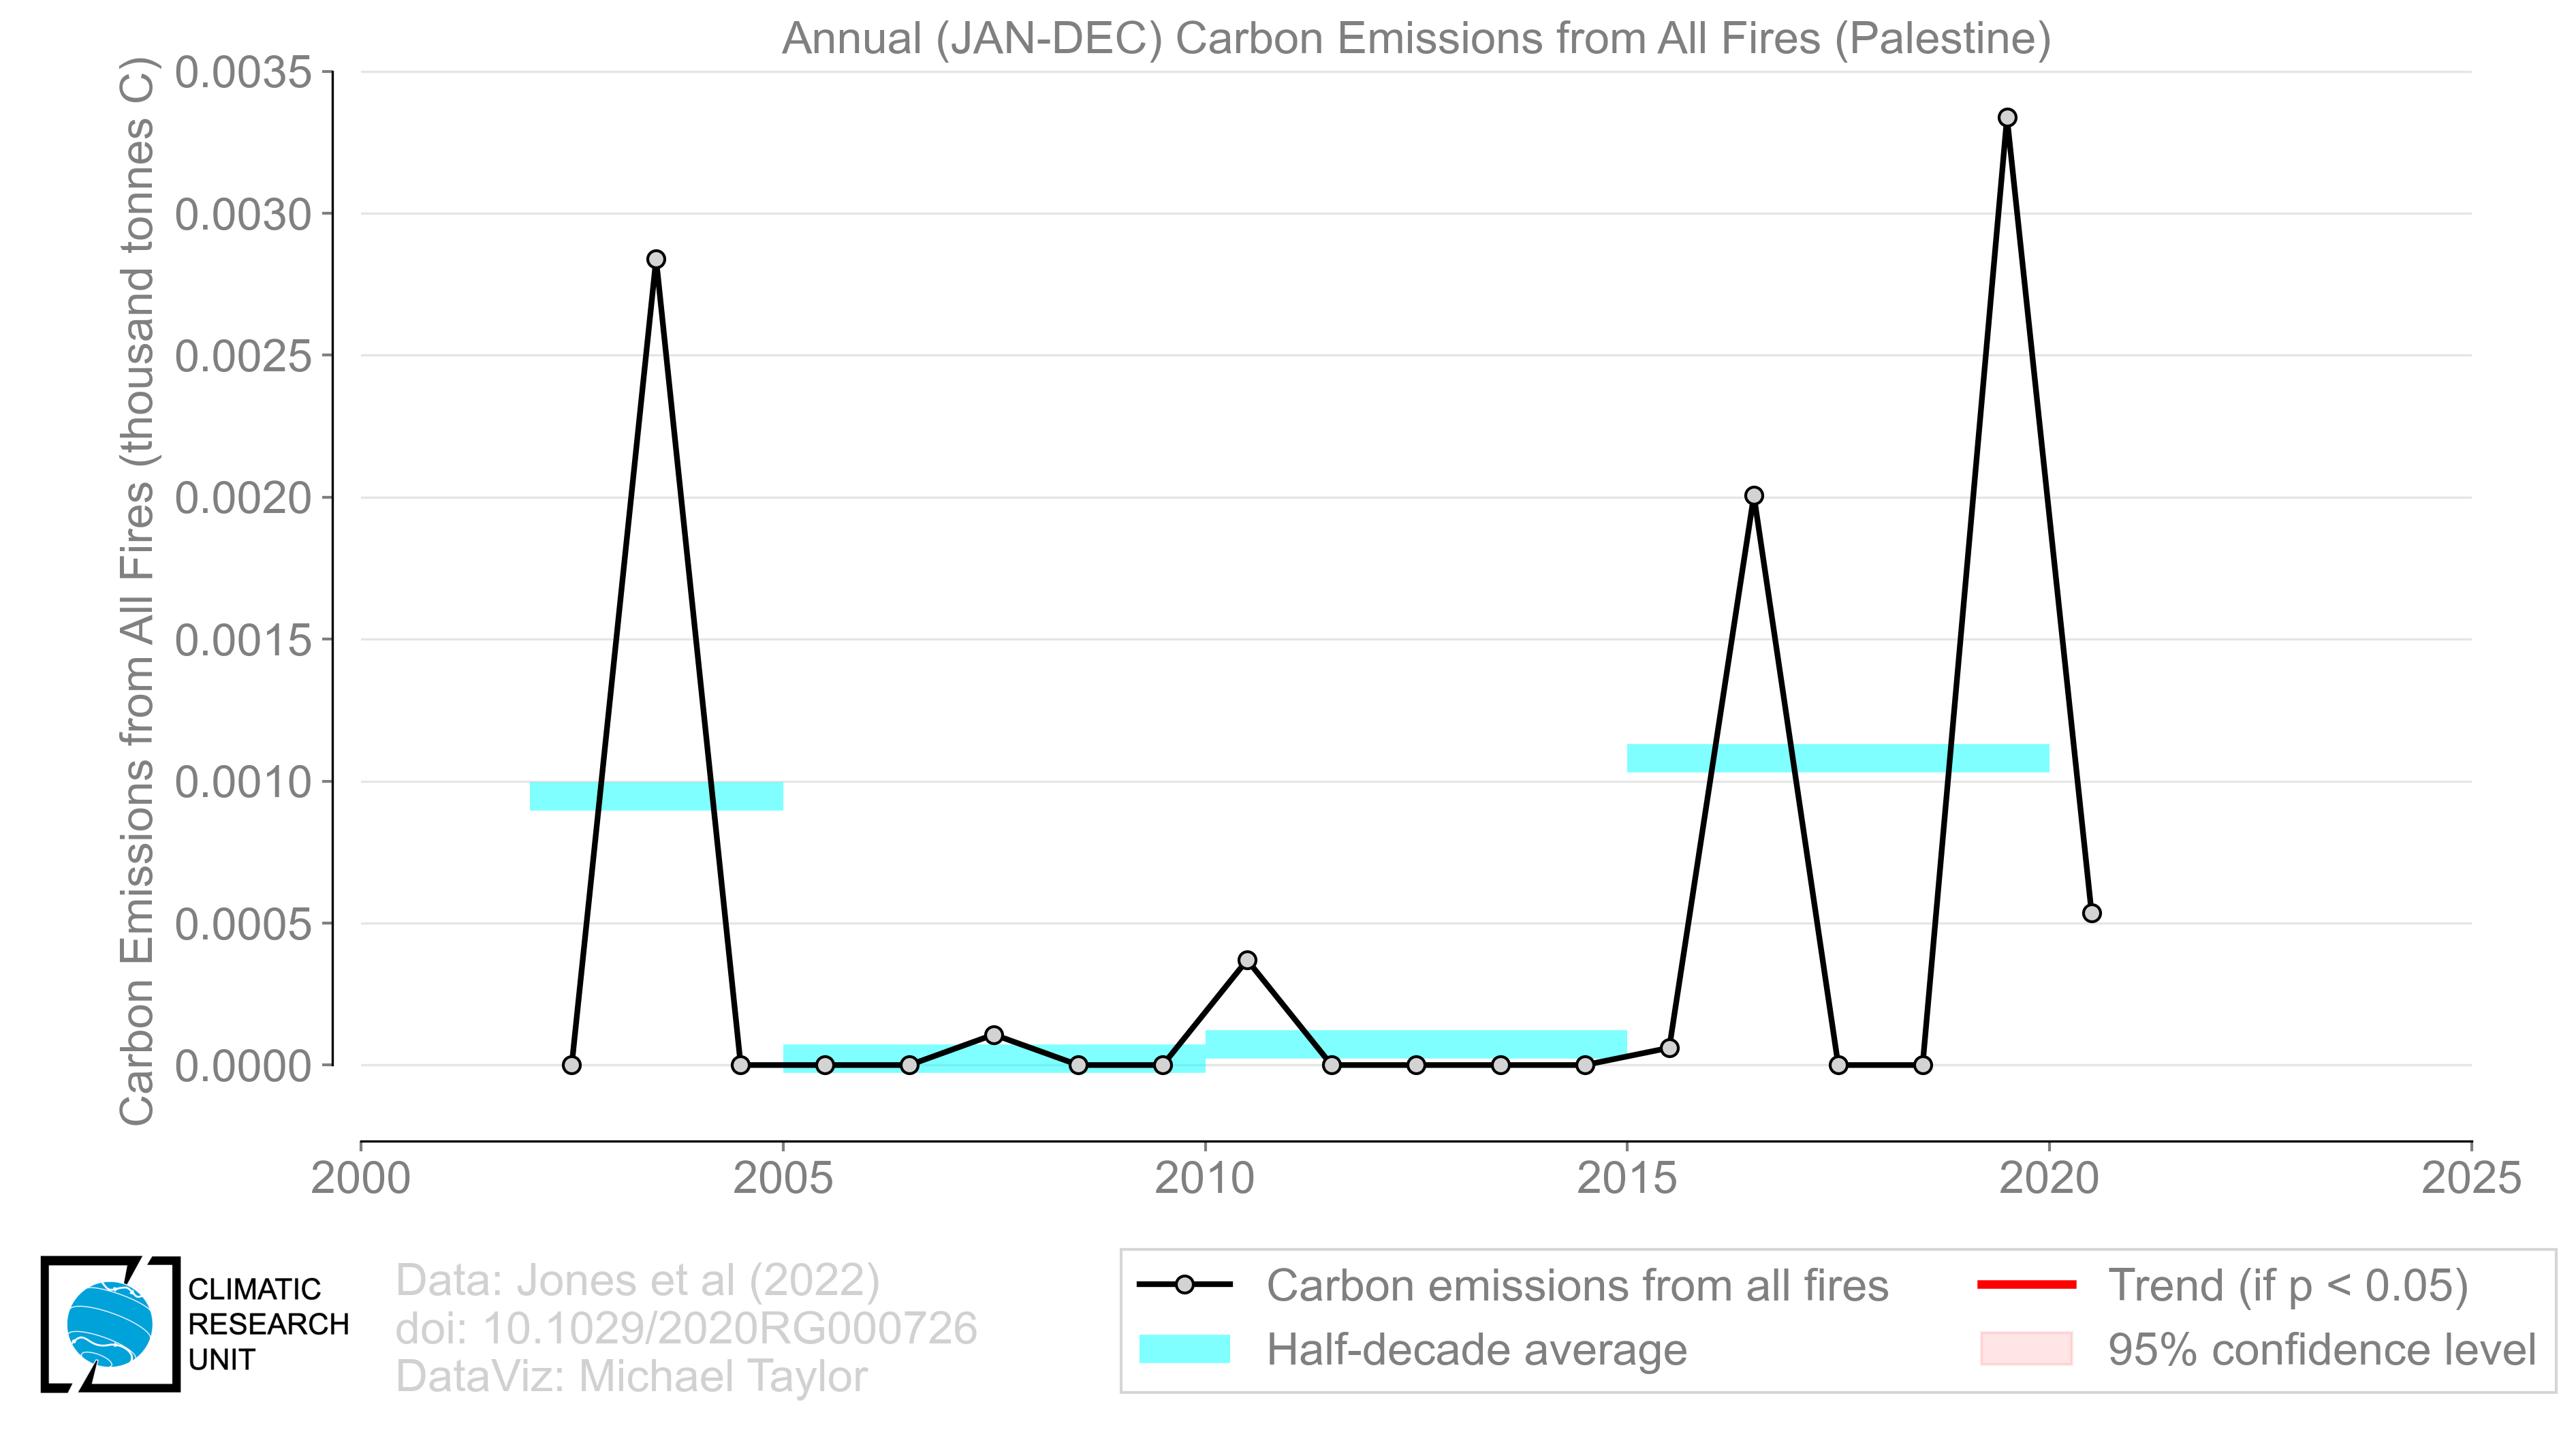 Annual (JAN-DEC) Carbon Emissions from All Fires (Palestine)
Carbon Emissions from All Fires (thousand tonnes C)
0.0035
0.0030
0.0025
0.0020
0.0015
0.0010
0.0005
0.0000
2000 2005 2010 2015 2020 2025
CLIMATIC
RESEARCH
UNIT
Data: Jones et al (2022)
doi: 10.1029/2020RG000726
DataViz: Michael Taylor
Carbon emissions from all fires
Half-decade average
Trend (if p < 0.05)
95% confidence level